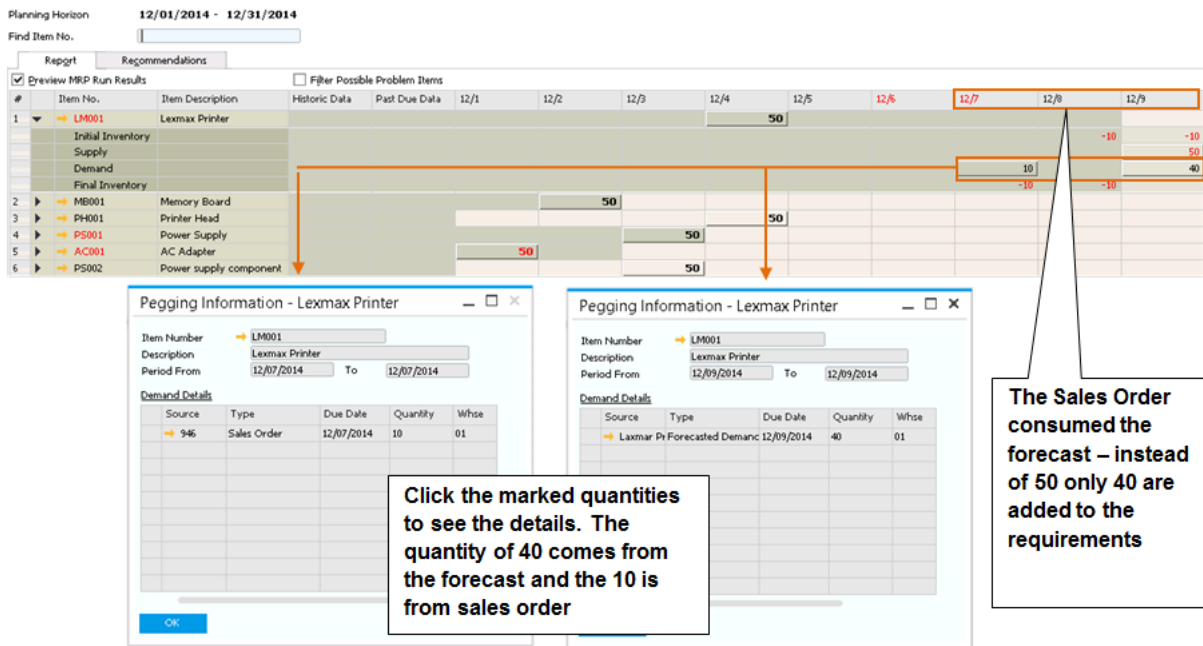 Planning Horizon 12/01/2014 - 12/31/2014
Find Item No.
Report Recommendations
Preview MRP Run Results Filter Possible Problem Items
# Item No. Item Description Historic Data Past Due Data 12/1 12/2 12/3 12/4 12/5 12/6 12/7 12/8 12/9
1 LM001 Lexmax Printer 50
Initial Inventory -10 -10
Supply 50
Demand 10 40
Final Inventory -10 -10
2 MB001 Memory Board 50
3 PH001 Printer Head 50
4 PS001 Power Supply 50
5 AC001 AC Adapter 50
6 PS002 Power supply component 50
Pegging Information - Lexmax Printer
Item Number LM001
Description Lexmax Printer
Period From 12/07/2014 To 12/07/2014
Demand Details
Source Type Due Date Quantity Whse
946 Sales Order 12/07/2014 10 01
OK
Pegging Information - Lexmax Printer
Item Number LM001
Description Lexmax Printer
Period From 12/09/2014 To 12/09/2014
Demand Details
Source Type Due Date Quantity Whse
Laxmar Pr Forecasted Demanc 12/09/2014 40 01
Click the marked quantities
to see the details. The
quantity of 40 comes from
the forecast and the 10 is
from sales order
The Sales Order
consumed the
forecast – instead
of 50 only 40 are
added to the
requirements